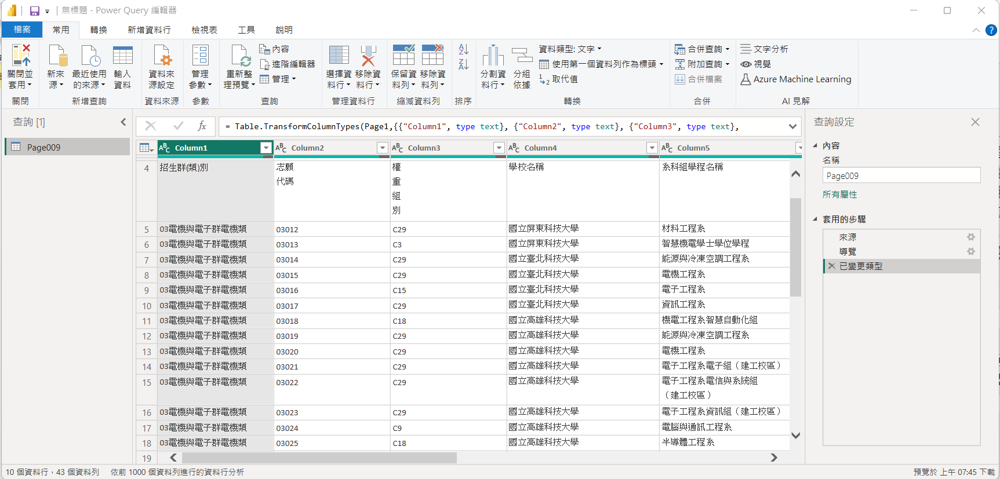 無標題 - Power Query 編輯器
檔案 常用 轉換 新增資料行 檢視表 工具 說明
關閉並
套用
新來
源
最近使用
的來源
輸入
資料
資料來
源設定
管理
參數
重新整
理預覽
內容
進階編輯器
管理
選擇資
料行
移除資
料行
保留資
料列
移除資
料列
分割資
料行
分組
依據
資料類型: 文字
使用第一個資料列作為標頭
取代值
合併查詢
附加查詢
合併檔案
文字分析
視覺
Azure Machine Learning
關閉 新增查詢 資料來源 參數 查詢 管理資料行 縮減資料列 排序 轉換 合併 AI 見解
查詢 [1]
Page009
fx = Table.TransformColumnTypes(Page1,{{"Column1", type text}, {"Column2", type text}, {"Column3", type text},
Column1 Column2 Column3 Column4 Column5
4 招生群(類)別 志願
代碼 權
重
組
別 學校名稱 系科組學程名稱
5 03電機與電子群電機類 03012 C29 國立屏東科技大學 材料工程系
6 03電機與電子群電機類 03013 C3 國立屏東科技大學 智慧機電學士學位學程
7 03電機與電子群電機類 03014 C29 國立臺北科技大學 能源與冷凍空調工程系
8 03電機與電子群電機類 03015 C29 國立臺北科技大學 電機工程系
9 03電機與電子群電機類 03016 C15 國立臺北科技大學 電子工程系
10 03電機與電子群電機類 03017 C29 國立臺北科技大學 資訊工程系
11 03電機與電子群電機類 03018 C18 國立高雄科技大學 機電工程系智慧自動化組
12 03電機與電子群電機類 03019 C29 國立高雄科技大學 能源與冷凍空調工程系
13 03電機與電子群電機類 03020 C29 國立高雄科技大學 電機工程系
14 03電機與電子群電機類 03021 C29 國立高雄科技大學 電子工程系電子組（建工校區）
15 03電機與電子群電機類 03022 C29 國立高雄科技大學 電子工程系電信與系統組
（建工校區）
16 03電機與電子群電機類 03023 C29 國立高雄科技大學 電子工程系資訊組（建工校區）
17 03電機與電子群電機類 03024 C9 國立高雄科技大學 電腦與通訊工程系
18 03電機與電子群電機類 03025 C18 國立高雄科技大學 半導體工程系
19
查詢設定
內容
名稱
Page009
所有屬性
套用的步驟
來源
導覽
已變更類型
10 個資料行，43 個資料列 依前 1000 個資料列進行的資料行分析 預覽於 上午 07:45 下載